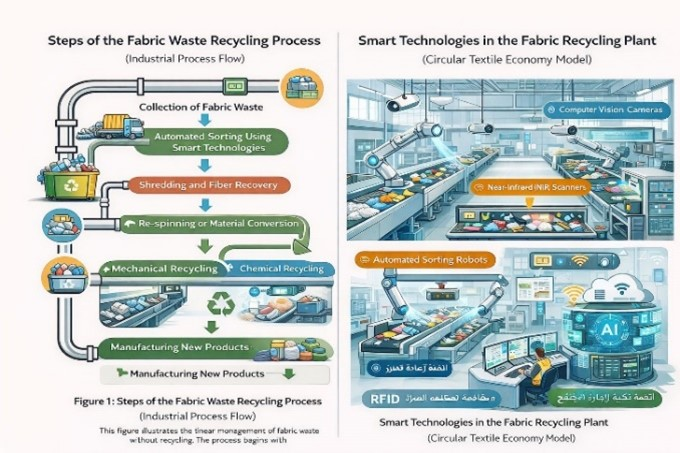 Steps of the Fabric Waste Recycling Process
(Industrial Process Flow)
Collection of Fabric Waste
Automated Sorting Using
Smart Technologies
Shredding and Fiber Recovery
Re-spinning or Material Conversion
Mechanical Recycling
Chemical Recycling
Manufacturing New Products
Manufacturing New Products
Figure 1: Steps of the Fabric Waste Recycling Process
(Industrial Process Flow)
This figure illustrates the linear management of fabric waste
without recycling. The process begins with
Smart Technologies in the Fabric Recycling Plant
(Circular Textile Economy Model)
Computer Vision Cameras
Near-Infrared (NIR) Scanners
Automated Sorting Robots
AI
RFID
Smart Technologies in the Fabric Recycling Plant
(Circular Textile Economy Model)